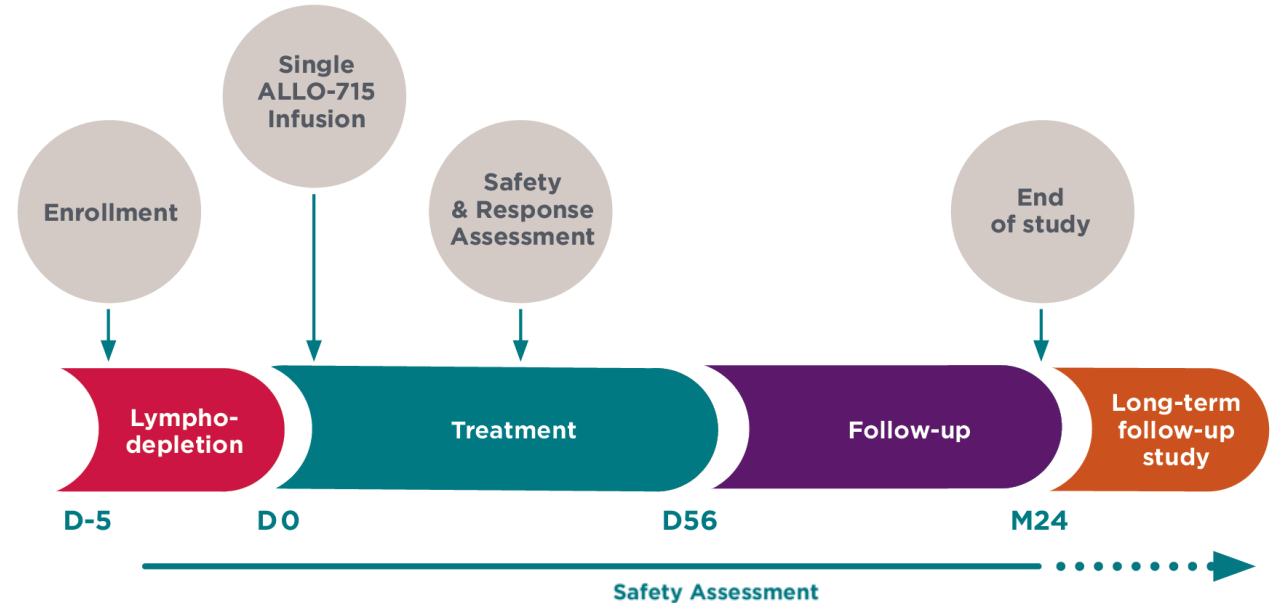 Single
ALLO-715
Infusion
Enrollment
Safety
& Response
Assessment
End
of study
Lympho-
depletion
Treatment
Follow-up
Long-term
follow-up
study
D-5
D0
D56
M24
Safety Assessment